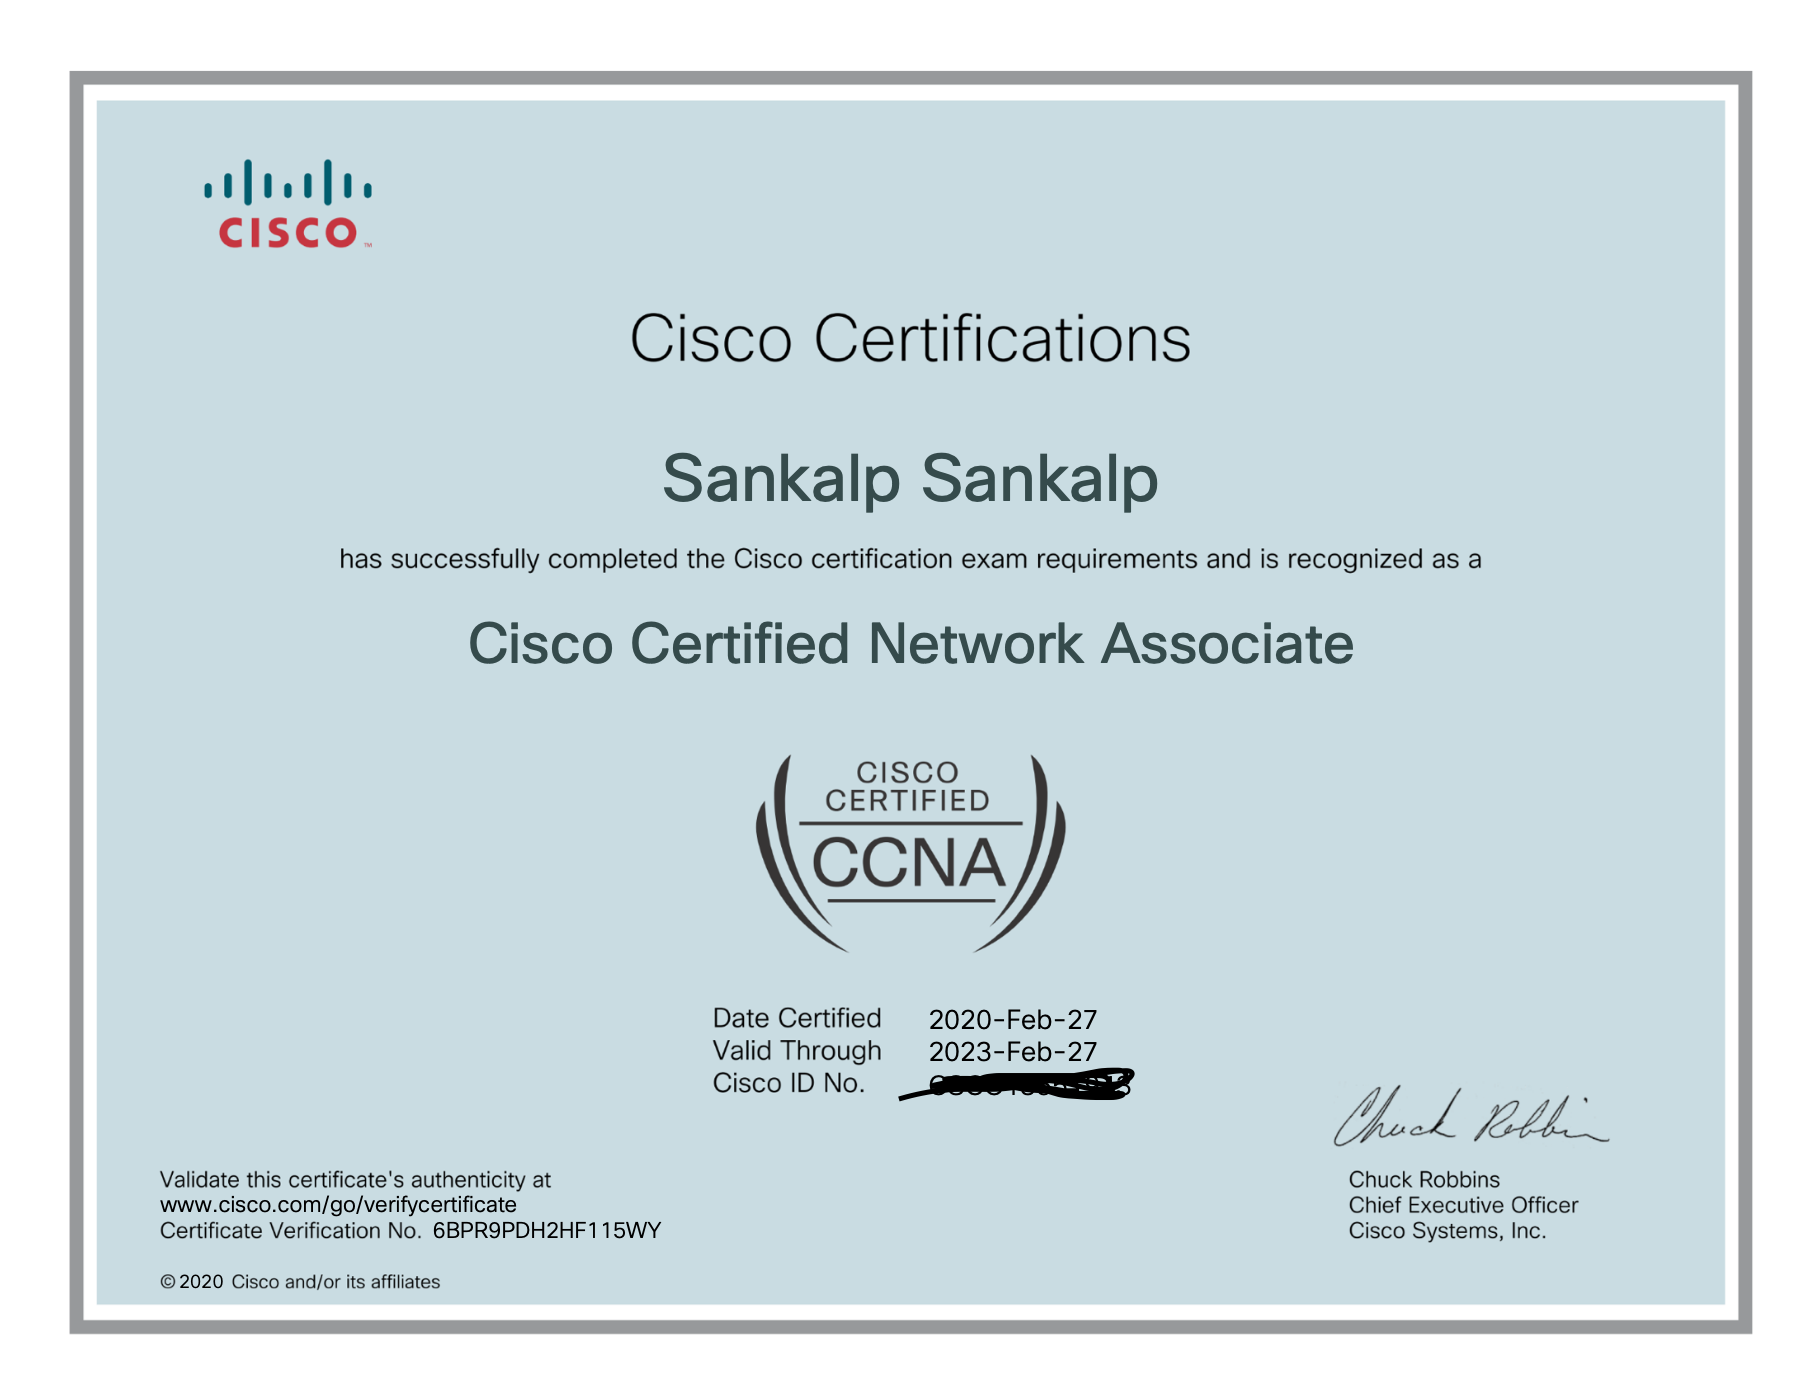 CISCO™
Cisco Certifications
Sankalp Sankalp
has successfully completed the Cisco certification exam requirements and is recognized as a
Cisco Certified Network Associate
CISCO
CERTIFIED
CCNA
Date Certified 2020-Feb-27
Valid Through 2023-Feb-27
Cisco ID No.
Chuck Robbins
Validate this certificate's authenticity at
www.cisco.com/go/verifycertificate
Certificate Verification No. 6BPR9PDH2HF115WY
Chuck Robbins
Chief Executive Officer
Cisco Systems, Inc.
© 2020 Cisco and/or its affiliates